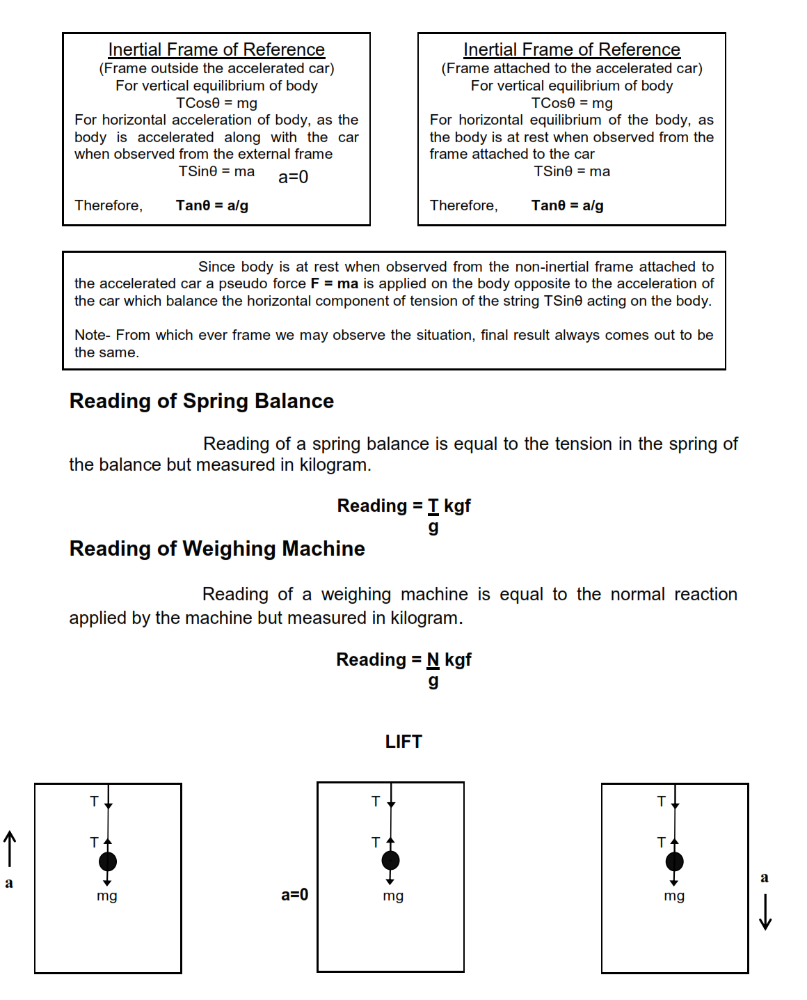 Inertial Frame of Reference
(Frame outside the accelerated car)
For vertical equilibrium of body
TCosθ = mg
For horizontal acceleration of body, as the
body is accelerated along with the car
when observed from the external frame
TSinθ = ma
a=0
Therefore, Tanθ = a/g
Inertial Frame of Reference
(Frame attached to the accelerated car)
For vertical equilibrium of body
TCosθ = mg
For horizontal equilibrium of the body, as
the body is at rest when observed from the
frame attached to the car
TSinθ = ma
Therefore, Tanθ = a/g
Since body is at rest when observed from the non-inertial frame attached to
the accelerated car a pseudo force F = ma is applied on the body opposite to the acceleration of
the car which balance the horizontal component of tension of the string TSinθ acting on the body.
Note- From which ever frame we may observe the situation, final result always comes out to be
the same.
Reading of Spring Balance
Reading of a spring balance is equal to the tension in the spring of
the balance but measured in kilogram.
Reading = T kgf
g
Reading of Weighing Machine
Reading of a weighing machine is equal to the normal reaction
applied by the machine but measured in kilogram.
Reading = N kgf
g
LIFT
T
T
a
mg
T
T
a=0
mg
T
T
mg
a